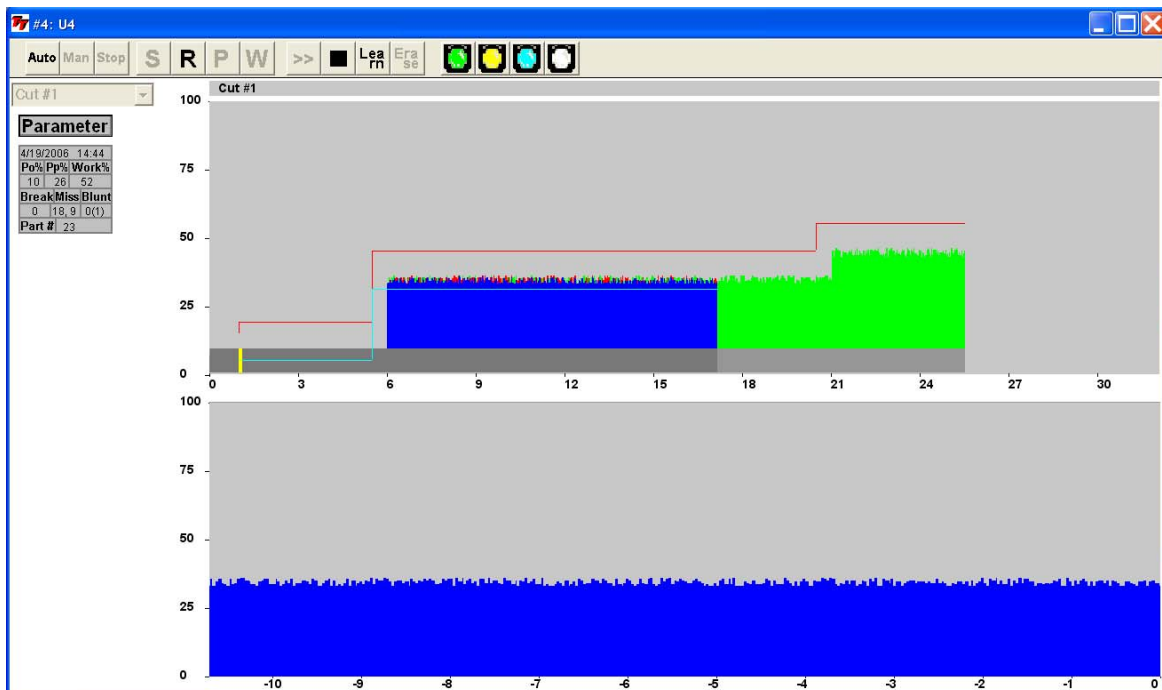 #4: U4
Auto Man Stop S R P W >> Lea rn Era se
Cut #1
Parameter
4/19/2006 14:44
Po% Pp% Work%
10 26 52
Break Miss Blunt
0 18, 9 0(1)
Part # 23
Cut #1
100
75
50
25
0
0 3 6 9 12 15 18 21 24 27 30
100
75
50
25
0
-10 -9 -8 -7 -6 -5 -4 -3 -2 -1 0